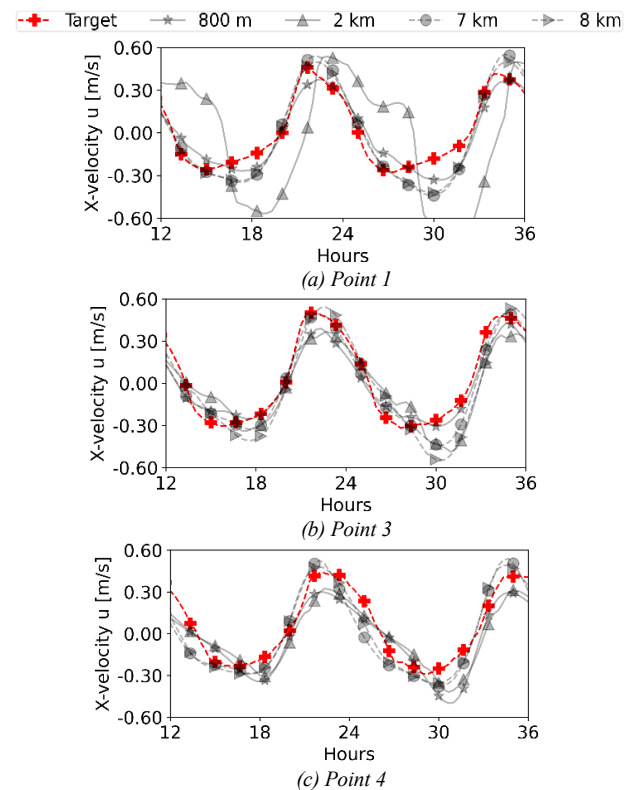 Target 800 m 2 km 7 km 8 km
0.60
0.30
0.00
-0.30
-0.60
X-velocity u [m/s]
12 18 24 30 36
Hours
(a) Point 1
0.60
0.30
0.00
-0.30
-0.60
X-velocity u [m/s]
12 18 24 30 36
Hours
(b) Point 3
0.60
0.30
0.00
-0.30
-0.60
X-velocity u [m/s]
12 18 24 30 36
Hours
(c) Point 4